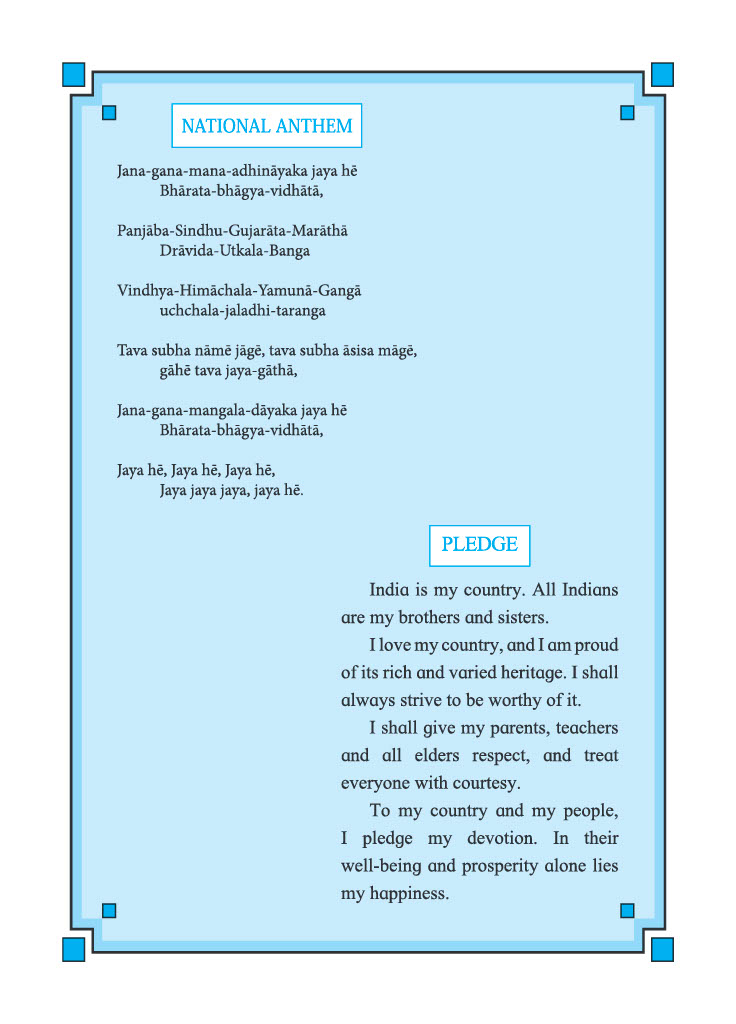 NATIONAL ANTHEM
Jana-gana-mana-adhināyaka jaya hē
Bhārata-bhāgya-vidhātā,
Panjāba-Sindhu-Gujarāta-Marāthā
Drāvida-Utkala-Banga
Vindhya-Himāchala-Yamunā-Gangā
uchchala-jaladhi-taranga
Tava subha nāmē jāgē, tava subha āsisa māgē,
gāhē tava jaya-gāthā,
Jana-gana-mangala-dāyaka jaya hē
Bhārata-bhāgya-vidhātā,
Jaya hē, Jaya hē, Jaya hē,
Jaya jaya jaya, jaya hē.
PLEDGE
India is my country. All Indians
are my brothers and sisters.
I love my country, and I am proud
of its rich and varied heritage. I shall
always strive to be worthy of it.
I shall give my parents, teachers
and all elders respect, and treat
everyone with courtesy.
To my country and my people,
I pledge my devotion. In their
well-being and prosperity alone lies
my happiness.